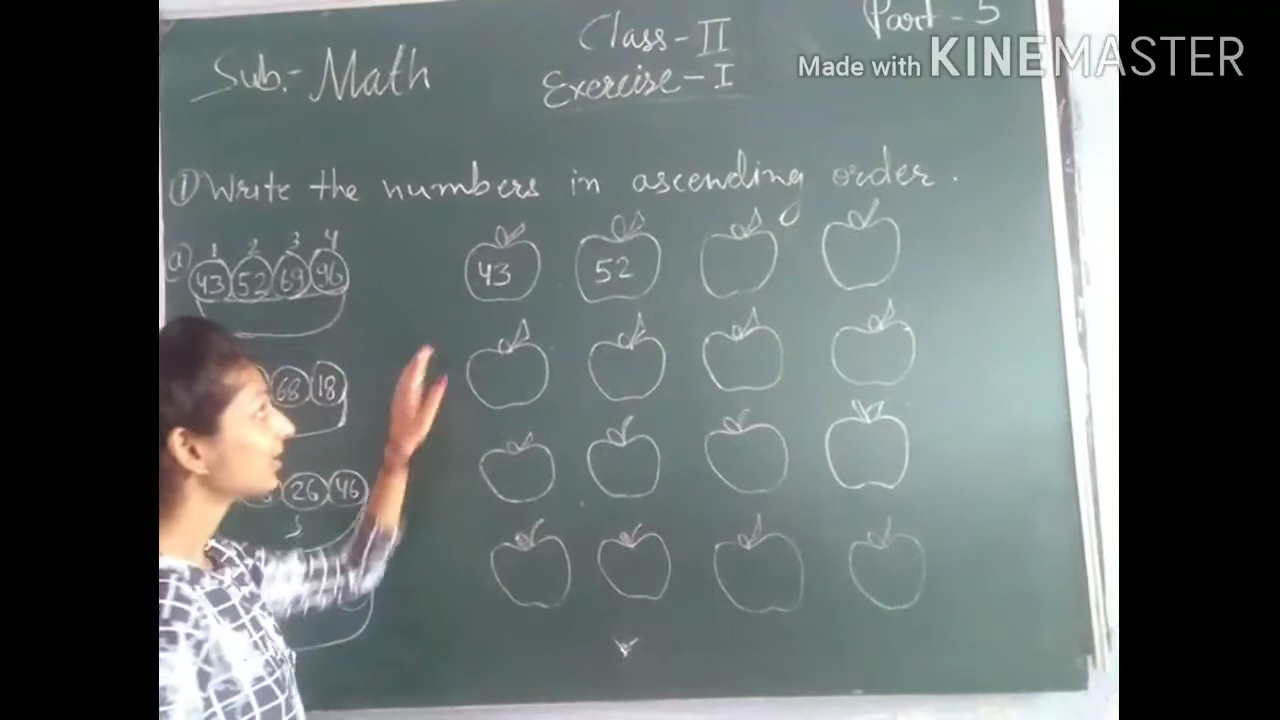 Part - 5
Made with KINEMASTER
Class - II
Sub:- Math
Exercise - I
① Write the numbers in ascending order.
1 2 3 4
a) 43 52 69 96
43 52
68 18
26 46